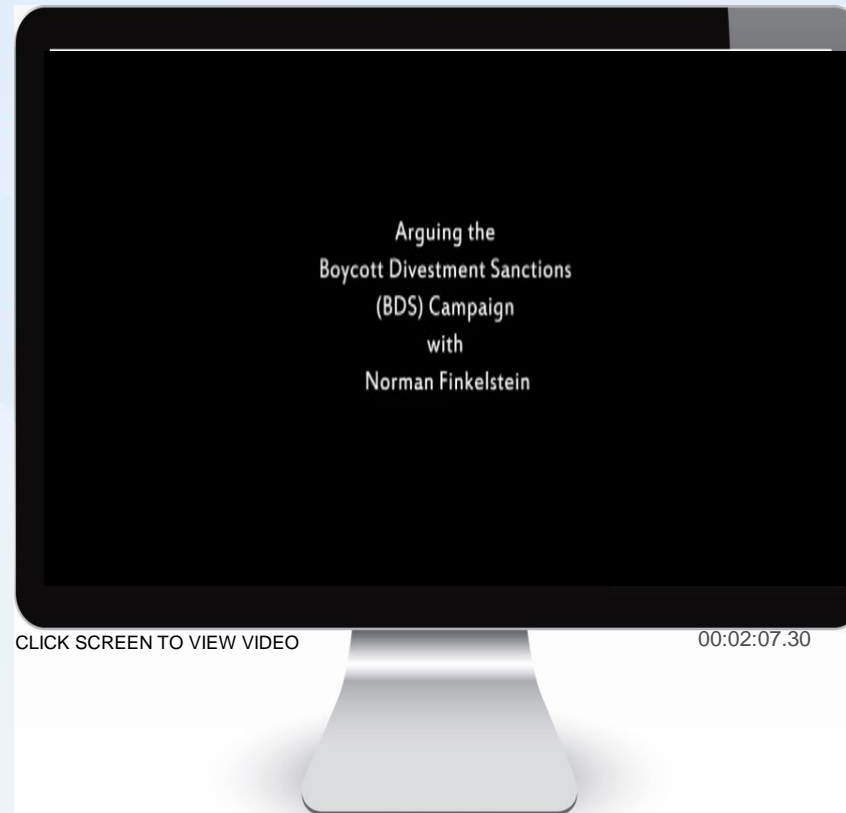 Arguing the
Boycott Divestment Sanctions
(BDS) Campaign
with
Norman Finkelstein
CLICK SCREEN TO VIEW VIDEO 00:02:07.30